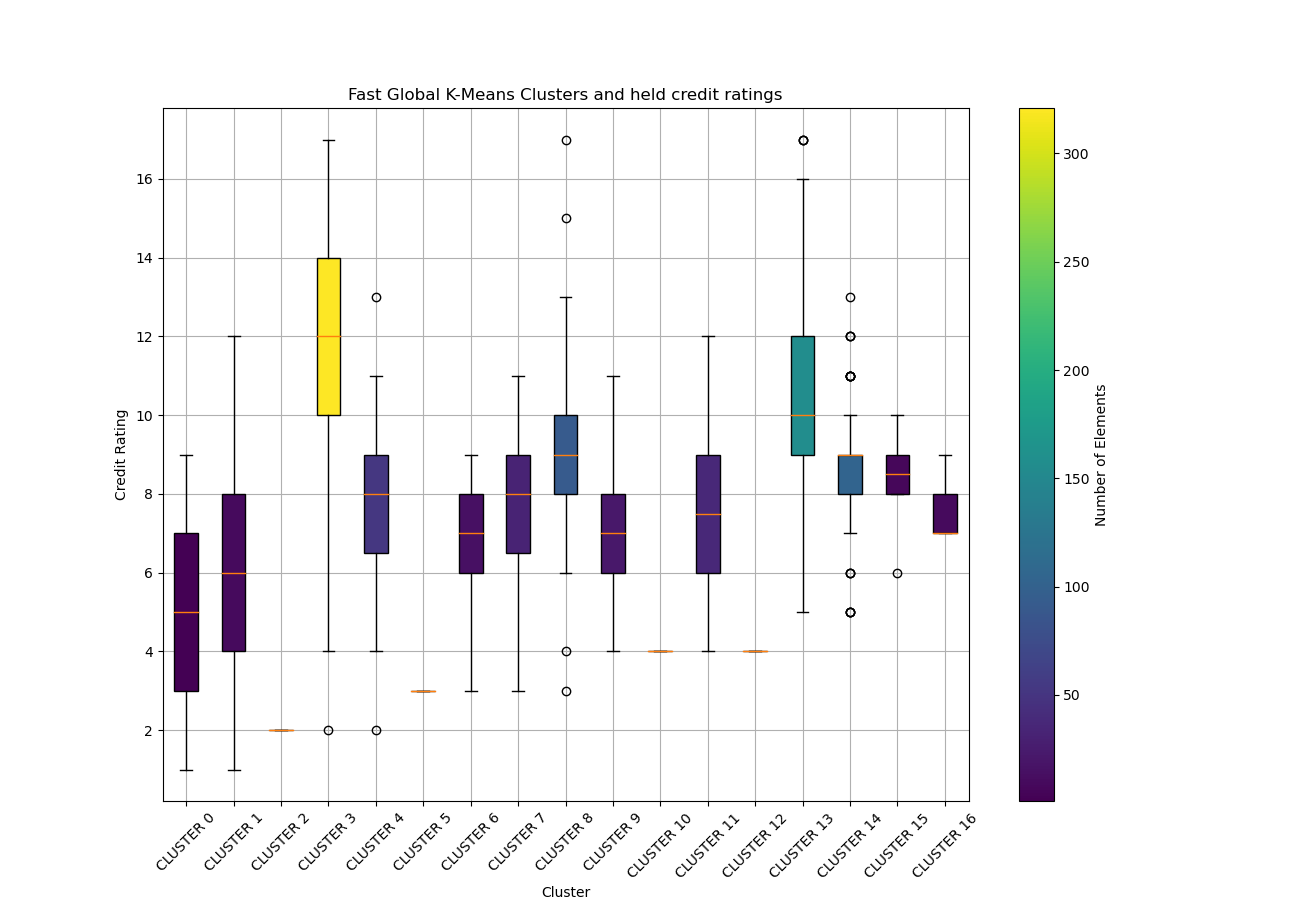 Fast Global K-Means Clusters and held credit ratings
Credit Rating
16
14
12
10
8
6
4
2
CLUSTER 0
CLUSTER 1
CLUSTER 2
CLUSTER 3
CLUSTER 4
CLUSTER 5
CLUSTER 6
CLUSTER 7
CLUSTER 8
CLUSTER 9
CLUSTER 10
CLUSTER 11
CLUSTER 12
CLUSTER 13
CLUSTER 14
CLUSTER 15
CLUSTER 16
Cluster
300
250
200
150
100
50
Number of Elements